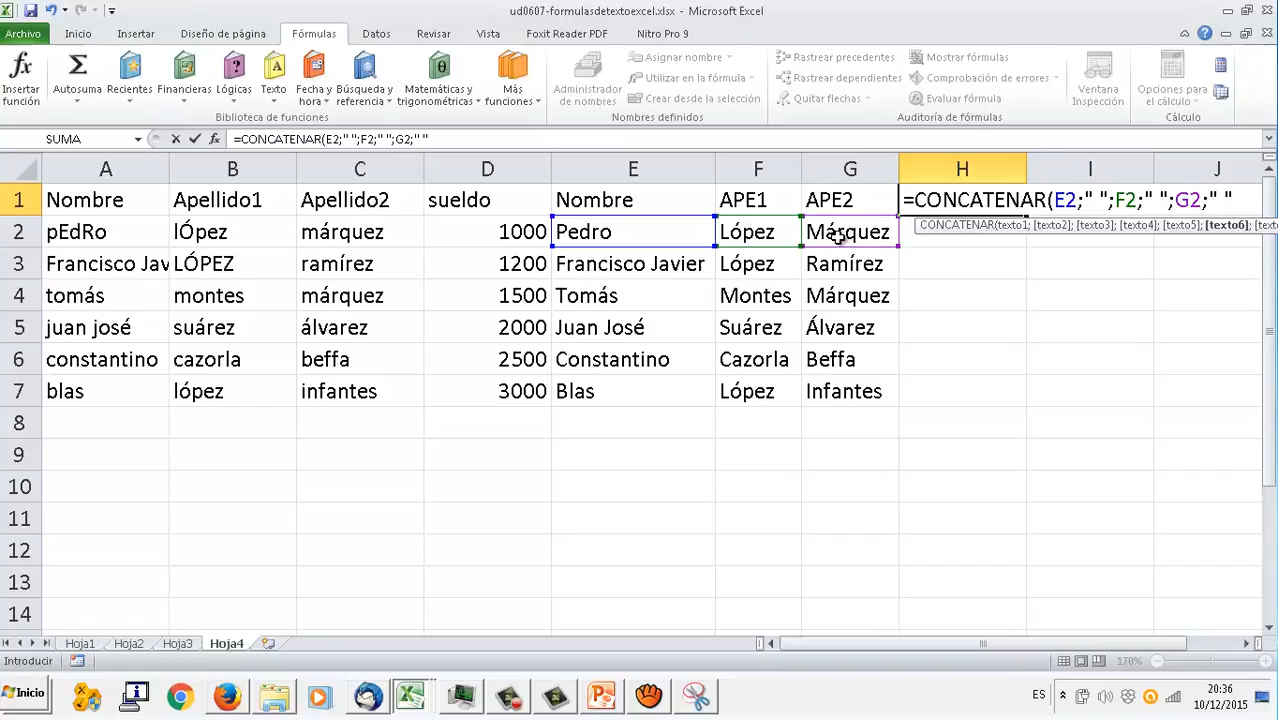 ud0607-formulasdetextoexcel.xlsx - Microsoft Excel
Archivo Inicio Insertar Diseño de página Fórmulas Datos Revisar Vista Foxit Reader PDF Nitro Pro 9
Insertar función
Autosuma Recientes Financieras Lógicas Texto Fecha y hora Búsqueda y referencia Matemáticas y trigonométricas Más funciones
Biblioteca de funciones
Administrador de nombres
Asignar nombre
Utilizar en la fórmula
Crear desde la selección
Nombres definidos
Rastrear precedentes
Rastrear dependientes
Quitar flechas
Mostrar fórmulas
Comprobación de errores
Evaluar fórmula
Auditoría de fórmulas
Ventana Inspección
Opciones para el cálculo
Cálculo
SUMA fx =CONCATENAR(E2;" ";F2;" ";G2;" "
A B C D E F G H I J
1 Nombre Apellido1 Apellido2 sueldo Nombre APE1 APE2 =CONCATENAR(E2;" ";F2;" ";G2;" "
CONCATENAR(texto1; [texto2]; [texto3]; [texto4]; [texto5]; [texto6]; [texto
2 pEdRo lÓpez márquez 1000 Pedro López Márquez
3 Francisco Jav LÓPEZ ramírez 1200 Francisco Javier López Ramírez
4 tomás montes márquez 1500 Tomás Montes Márquez
5 juan josé suárez álvarez 2000 Juan José Suárez Álvarez
6 constantino cazorla beffa 2500 Constantino Cazorla Beffa
7 blas lópez infantes 3000 Blas López Infantes
8
9
10
11
12
13
14
Hoja1 Hoja2 Hoja3 Hoja4
Introducir 170%
Inicio ES 20:36
10/12/2015